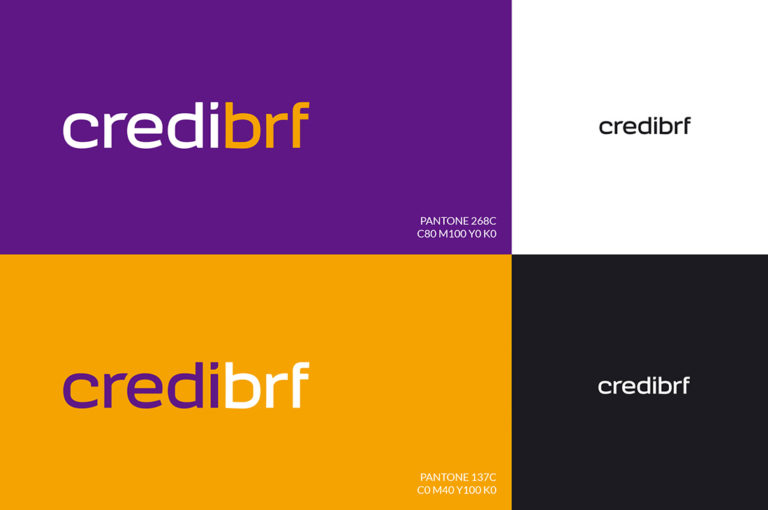 credibrf
PANTONE 268C
C80 M100 Y0 K0
credibrf
credibrf
PANTONE 137C
C0 M40 Y100 K0
credibrf